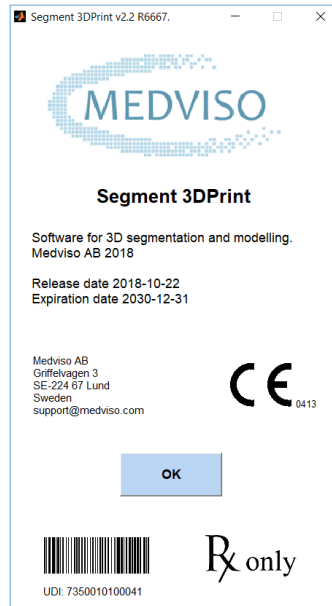 Segment 3DPrint v2.2 R6667.
MEDVISO
Segment 3DPrint
Software for 3D segmentation and modelling.
Medviso AB 2018
Release date 2018-10-22
Expiration date 2030-12-31
Medviso AB
Griffelvagen 3
SE-224 67 Lund
Sweden
support@medviso.com
CE 0413
OK
Rx only
UDI: 7350010100041